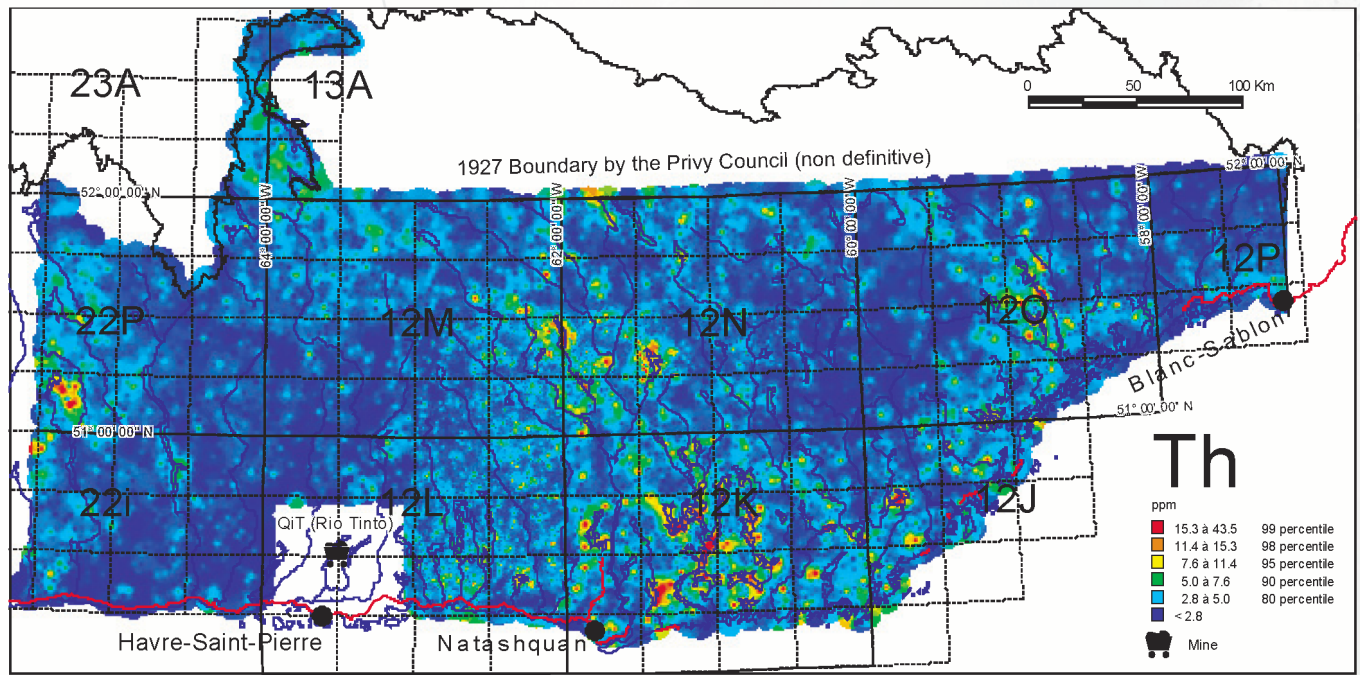 23A
13A
0 50 100 Km
1927 Boundary by the Privy Council (non definitive)
52° 00' 00" N
52° 00' 00" N
64° 00' 00" W
62° 00' 00" W
60° 00' 00" W
58° 00' 00" W
12P
22P
12M
12N
12O
Blanc-Sablon
51° 00' 00" N
51° 00' 00" N
Th
22I
12L
12K
12J
QiT (Rio Tinto)
ppm
15.3 à 43.5 99 percentile
11.4 à 15.3 98 percentile
7.6 à 11.4 95 percentile
5.0 à 7.6 90 percentile
2.8 à 5.0 80 percentile
< 2.8
Mine
Havre-Saint-Pierre
Natashquan